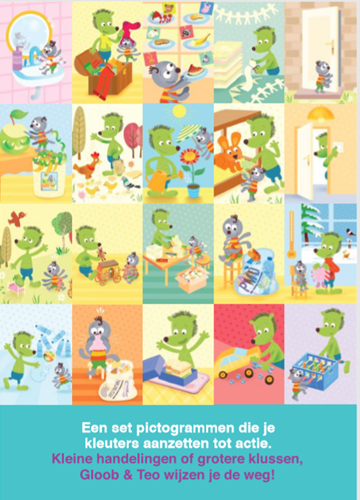 Een set pictogrammen die je
kleuters aanzetten tot actie.
Kleine handelingen of grotere klussen,
Gloob & Teo wijzen je de weg!